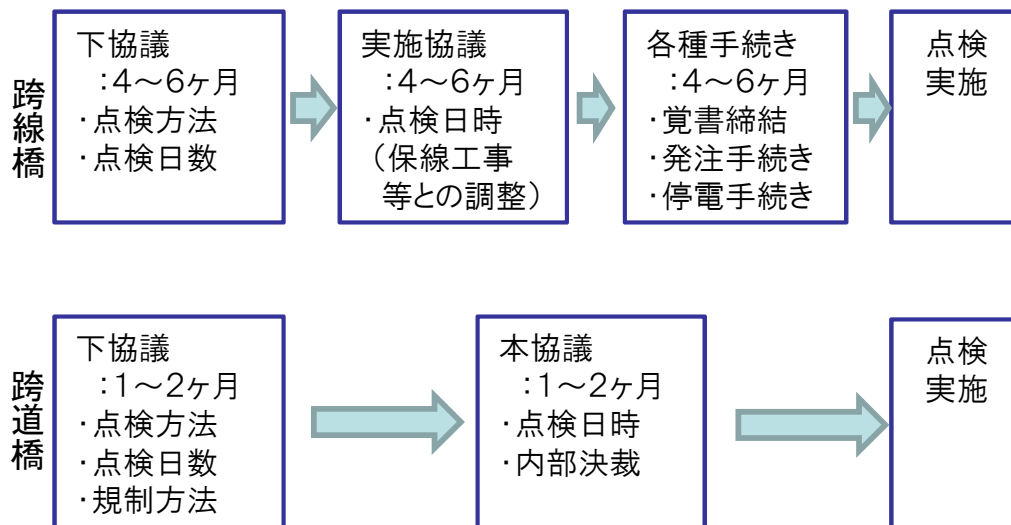 跨線橋
下協議
:4～6ヶ月
・点検方法
・点検日数
実施協議
:4～6ヶ月
・点検日時
（保線工事
等との調整）
各種手続き
:4～6ヶ月
・覚書締結
・発注手続き
・停電手続き
点検
実施
跨道橋
下協議
:1～2ヶ月
・点検方法
・点検日数
・規制方法
本協議
:1～2ヶ月
・点検日時
・内部決裁
点検
実施